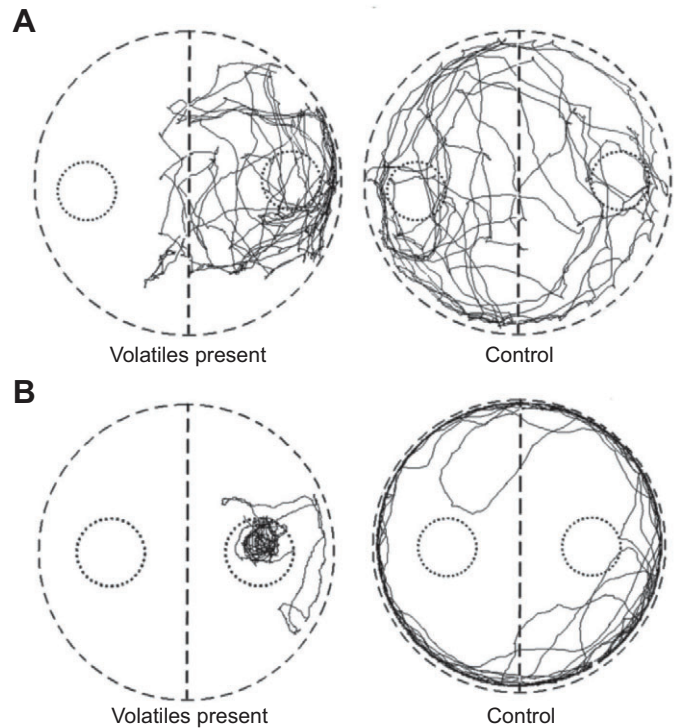 A
Volatiles present
Control
B
Volatiles present
Control